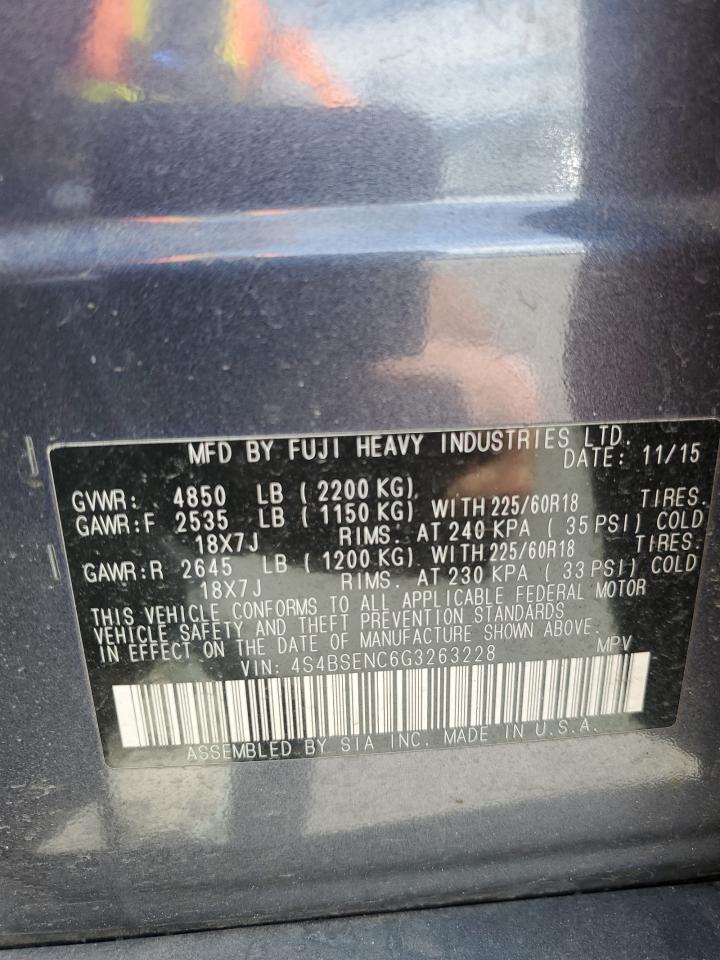 MFD BY FUJI HEAVY INDUSTRIES LTD.
DATE: 11/15
GVWR: 4850 LB ( 2200 KG)
GAWR:F 2535 LB ( 1150 KG) WITH 225/60R18 TIRES.
18X7J RIMS. AT 240 KPA ( 35 PSI) COLD
GAWR:R 2645 LB ( 1200 KG) WITH 225/60R18 TIRES.
18X7J RIMS. AT 230 KPA ( 33 PSI) COLD
THIS VEHICLE CONFORMS TO ALL APPLICABLE FEDERAL MOTOR
VEHICLE SAFETY AND THEFT PREVENTION STANDARDS
IN EFFECT ON THE DATE OF MANUFACTURE SHOWN ABOVE.
VIN: 4S4BSENC6G3263228 MPV
ASSEMBLED BY SIA INC. MADE IN U.S.A.